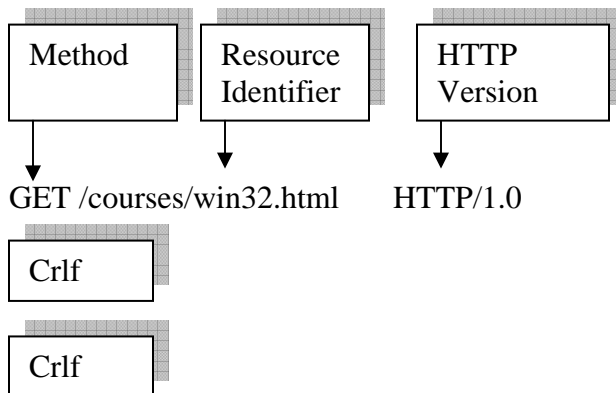 Method
Resource
Identifier
HTTP
Version
GET /courses/win32.html HTTP/1.0
Crlf
Crlf